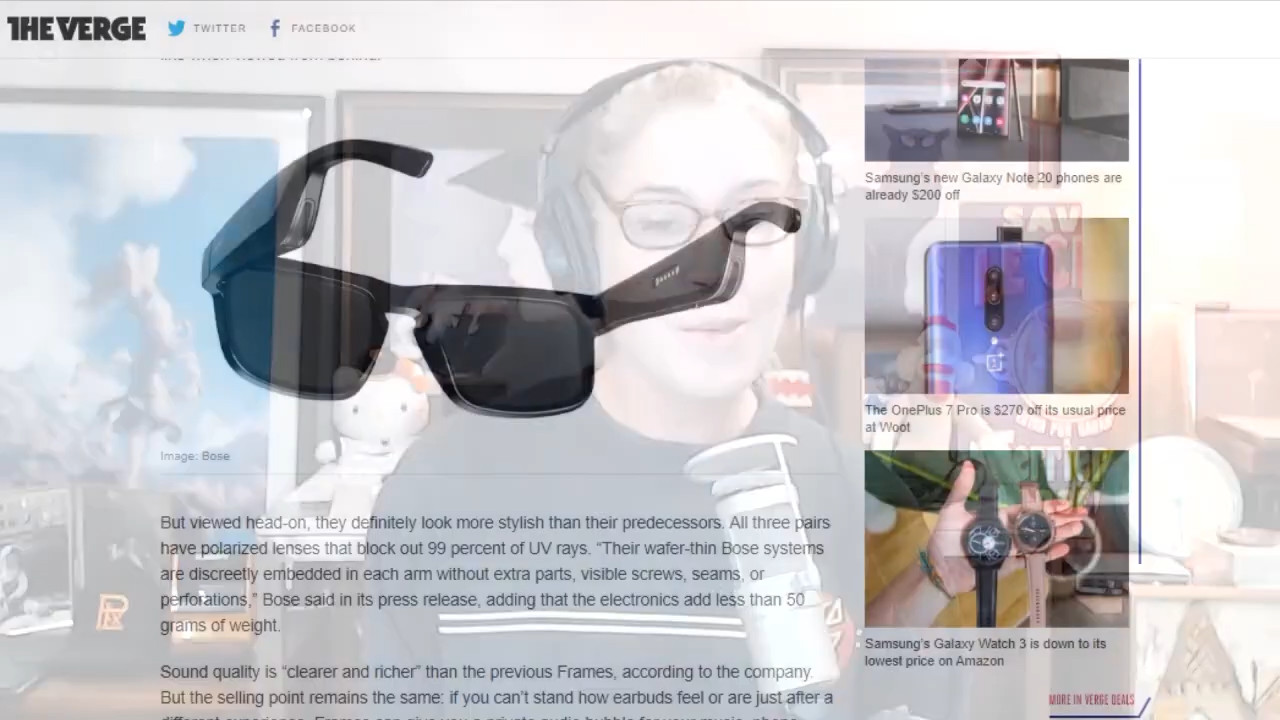 THE VERGE
TWITTER
FACEBOOK
Image: Bose
But viewed head-on, they definitely look more stylish than their predecessors. All three pairs
have polarized lenses that block out 99 percent of UV rays. “Their wafer-thin Bose systems
are discreetly embedded in each arm without extra parts, visible screws, seams, or
perforations,” Bose said in its press release, adding that the electronics add less than 50
grams of weight.
Sound quality is “clearer and richer” than the previous Frames, according to the company.
But the selling point remains the same: if you can’t stand how earbuds feel or are just after a
Samsung’s new Galaxy Note 20 phones are
already $200 off
The OnePlus 7 Pro is $270 off its usual price
at Woot
Samsung’s Galaxy Watch 3 is down to its
lowest price on Amazon
MORE IN VERGE DEALS